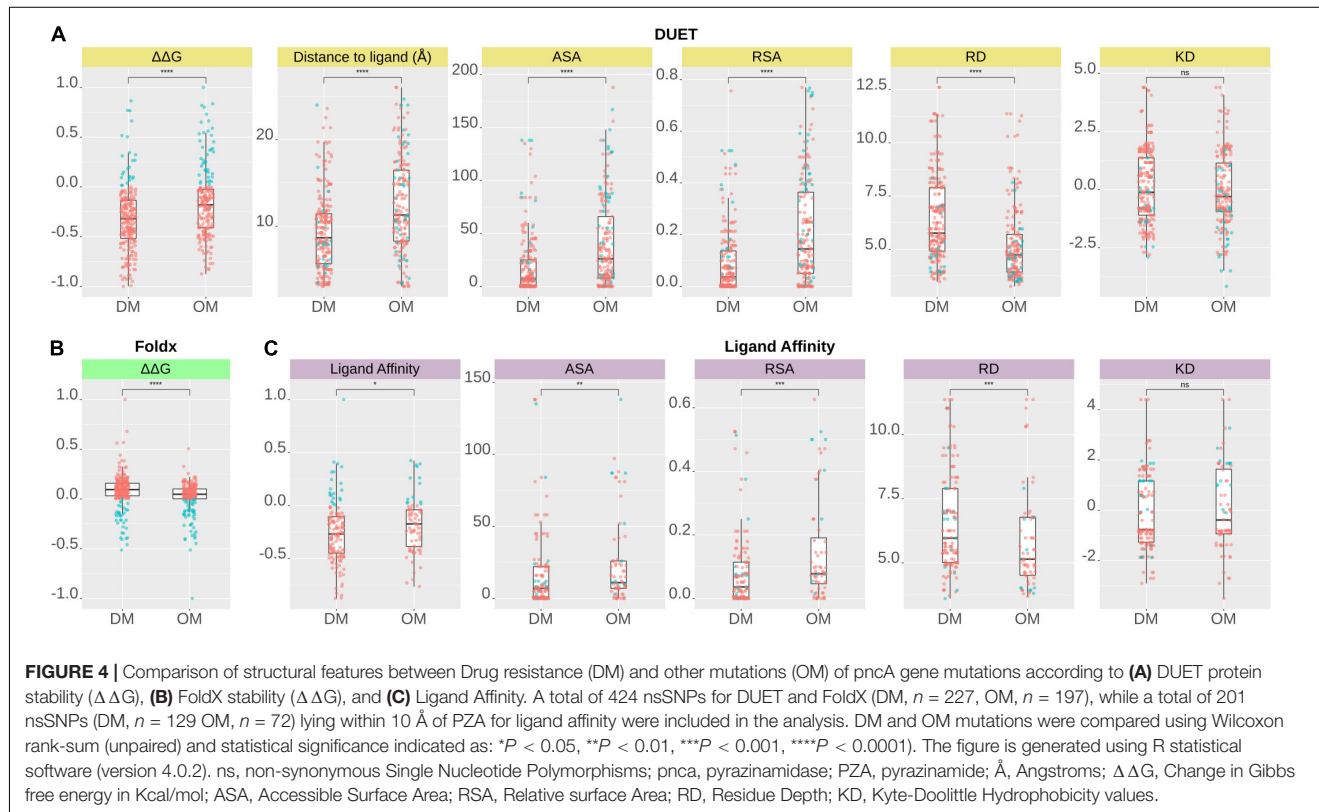 A
DUET
ΔΔG
Distance to ligand (Å)
ASA
RSA
RD
KD
****
****
****
****
****
ns
1.0
0.5
0.0
-0.5
-1.0
20
10
200
150
100
50
0
0.8
0.6
0.4
0.2
0.0
12.5
10.0
7.5
5.0
5.0
2.5
0.0
-2.5
DM OM
DM OM
DM OM
DM OM
DM OM
DM OM
B
Foldx
C
Ligand Affinity
ΔΔG
Ligand Affinity
ASA
RSA
RD
KD
****
*
**
***
***
ns
1.0
0.5
0.0
-0.5
-1.0
1.0
0.5
0.0
-0.5
150
100
50
0
0.6
0.4
0.2
0.0
10.0
7.5
5.0
4
2
0
-2
DM OM
DM OM
DM OM
DM OM
DM OM
DM OM
FIGURE 4 | Comparison of structural features between Drug resistance (DM) and other mutations (OM) of pncA gene mutations according to (A) DUET protein
stability (ΔΔG), (B) FoldX stability (ΔΔG), and (C) Ligand Affinity. A total of 424 nsSNPs for DUET and FoldX (DM, n = 227, OM, n = 197), while a total of 201
nsSNPs (DM, n = 129 OM, n = 72) lying within 10 Å of PZA for ligand affinity were included in the analysis. DM and OM mutations were compared using Wilcoxon
rank-sum (unpaired) and statistical significance indicated as: *P < 0.05, **P < 0.01, ***P < 0.001, ****P < 0.0001). The figure is generated using R statistical
software (version 4.0.2). ns, non-synonymous Single Nucleotide Polymorphisms; pnca, pyrazinamidase; PZA, pyrazinamide; Å, Angstroms; ΔΔG, Change in Gibbs
free energy in Kcal/mol; ASA, Accessible Surface Area; RSA, Relative surface Area; RD, Residue Depth; KD, Kyte-Doolittle Hydrophobicity values.